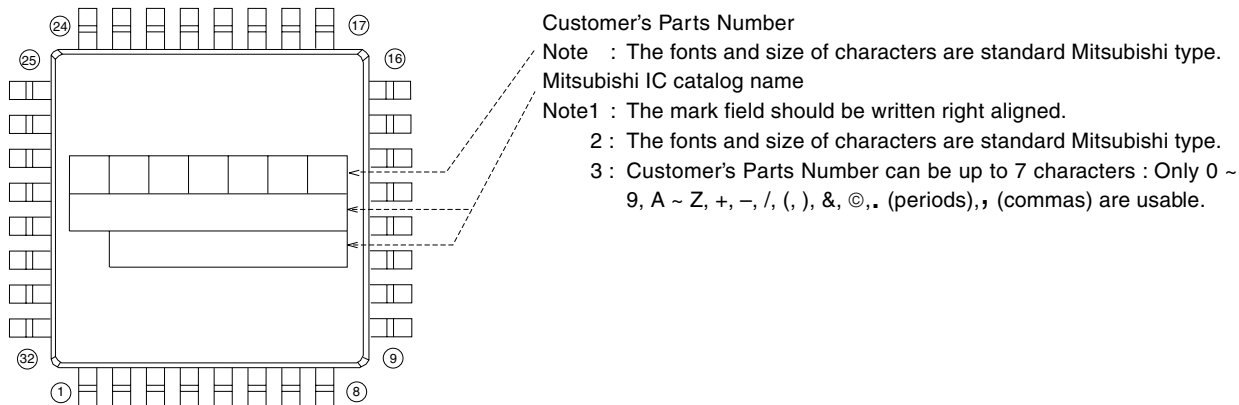 24
17
25
16
32
9
1
8
Customer's Parts Number
Note : The fonts and size of characters are standard Mitsubishi type.
Mitsubishi IC catalog name
Note1 : The mark field should be written right aligned.
2 : The fonts and size of characters are standard Mitsubishi type.
3 : Customer's Parts Number can be up to 7 characters : Only 0 ~
9, A ~ Z, +, –, /, (, ), &, ©, . (periods), , (commas) are usable.